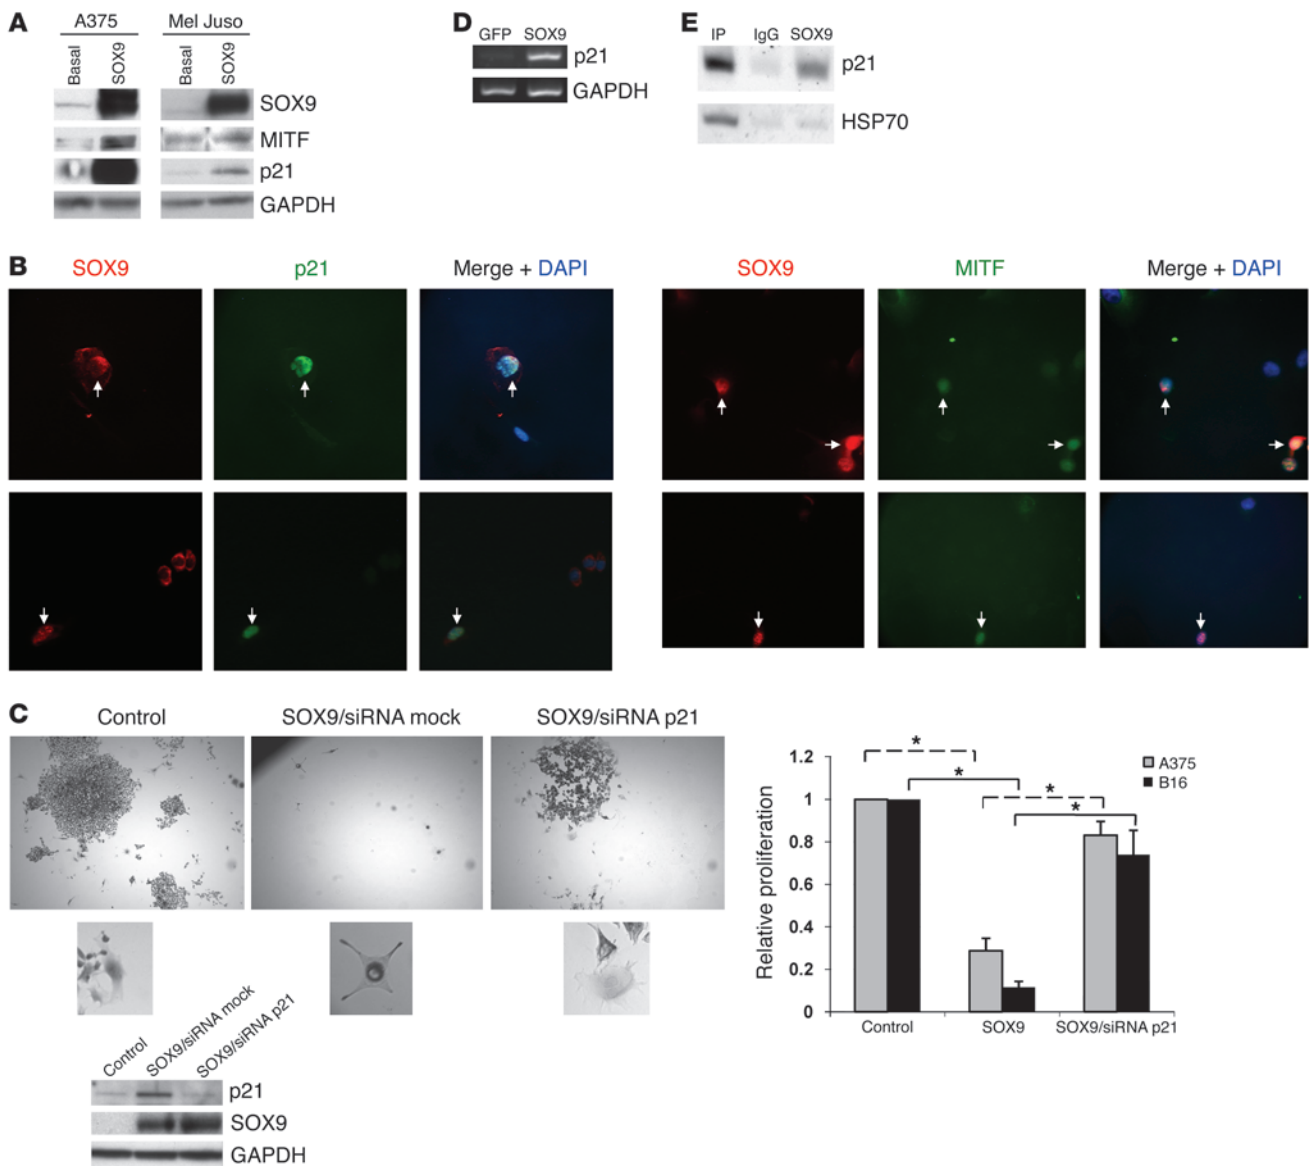 A
A375 Mel Juso
Basal SOX9 Basal SOX9
SOX9
MITF
p21
GAPDH
D
GFP SOX9
p21
GAPDH
E
IP IgG SOX9
p21
HSP70
B
SOX9 p21 Merge + DAPI
SOX9 MITF Merge + DAPI
C
Control SOX9/siRNA mock SOX9/siRNA p21
Control SOX9/siRNA mock SOX9/siRNA p21
p21
SOX9
GAPDH
Relative proliferation
1.2
1
0.8
0.6
0.4
0.2
0
* * * *
A375
B16
Control SOX9 SOX9/siRNA p21